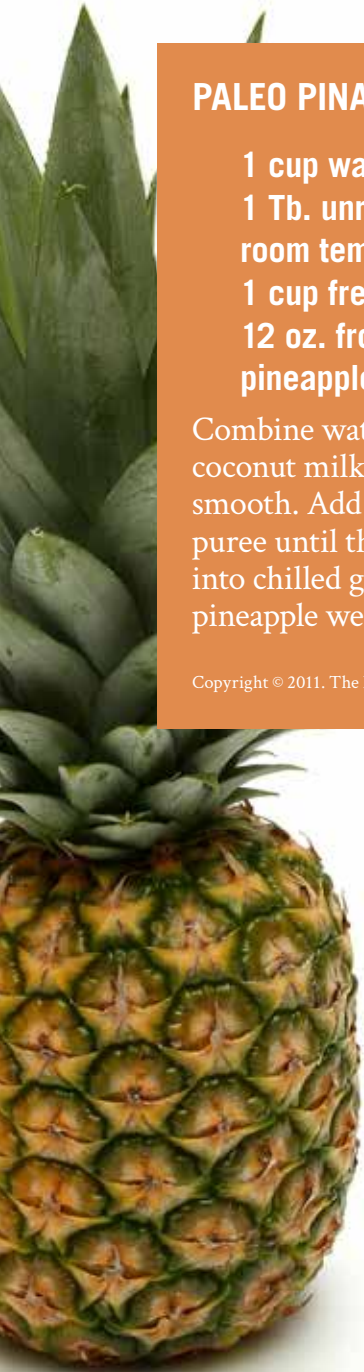 PALEO PINA
1 cup wa
1 Tb. unr
room tem
1 cup fre
12 oz. fro
pineapple
Combine wat
coconut milk
smooth. Add
puree until th
into chilled g
pineapple we
Copyright © 2011. The